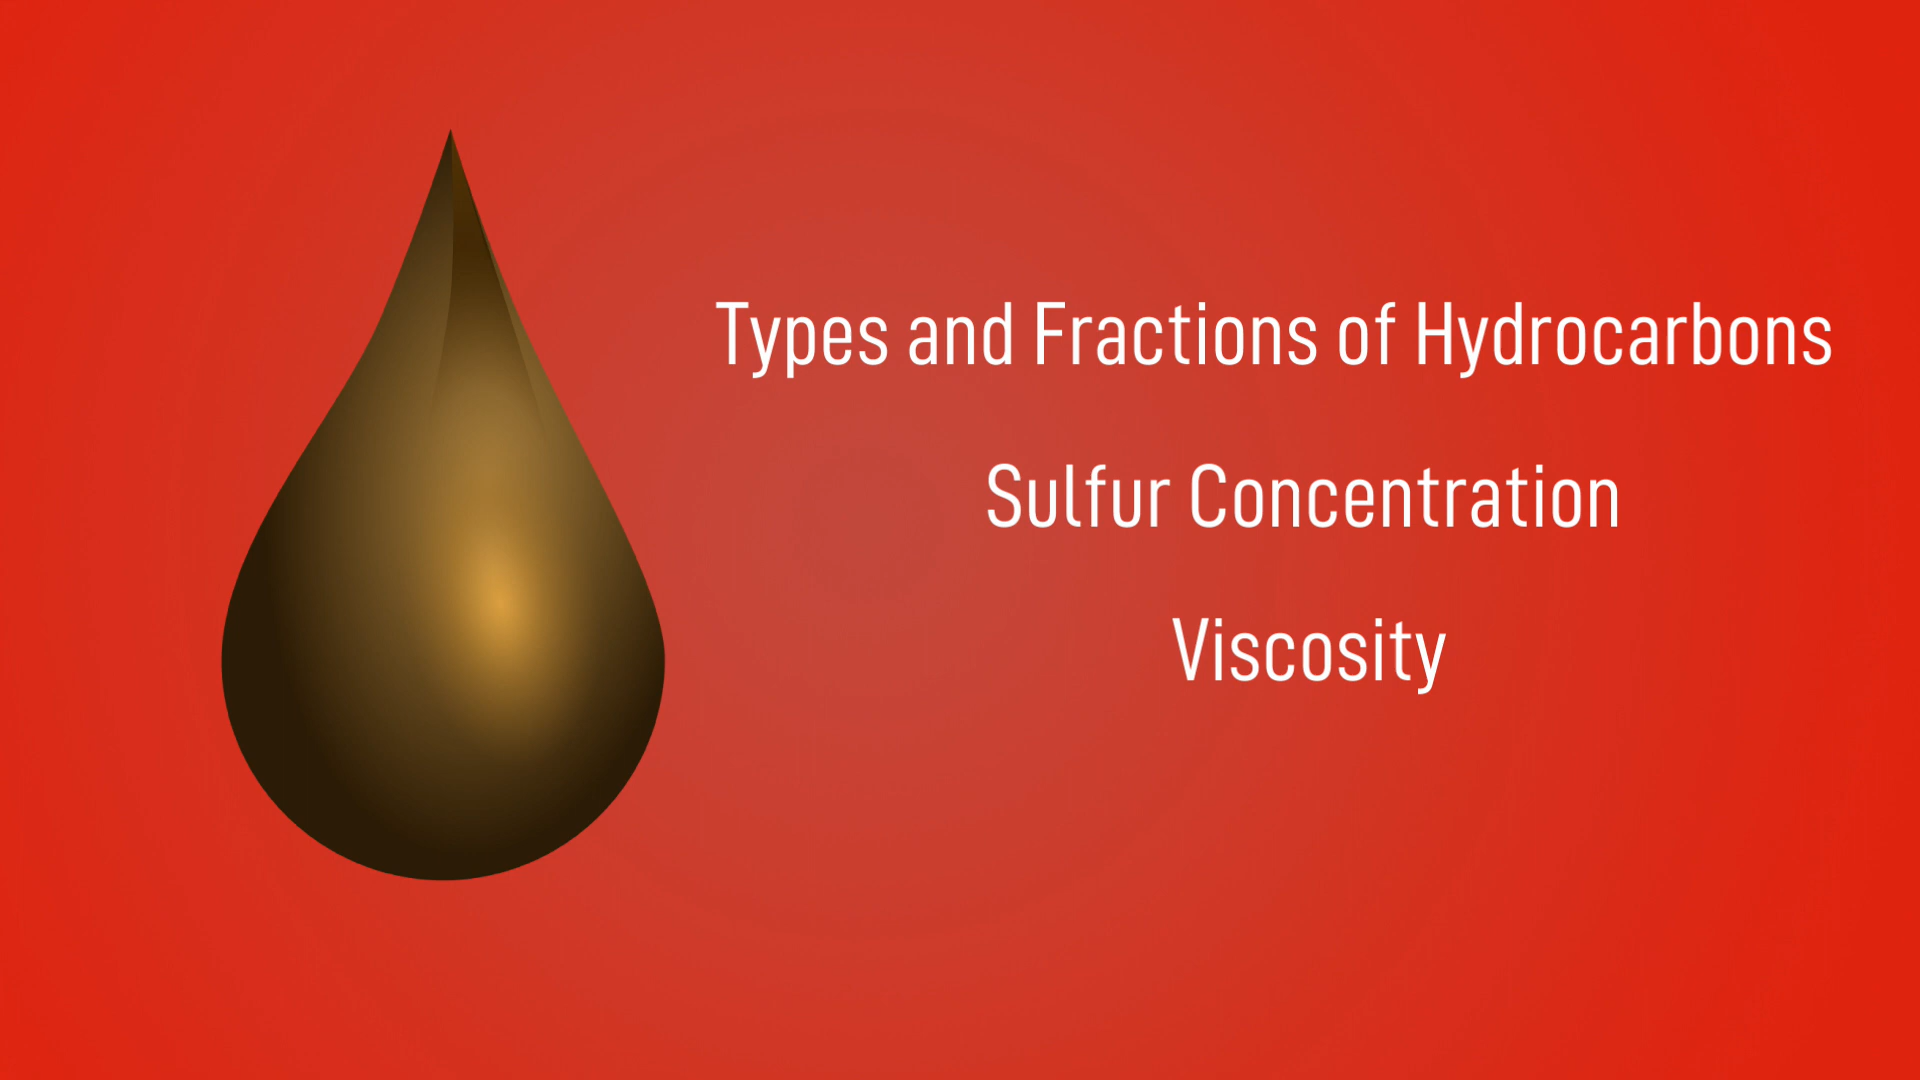 Types and Fractions of Hydrocarbons
Sulfur Concentration
Viscosity